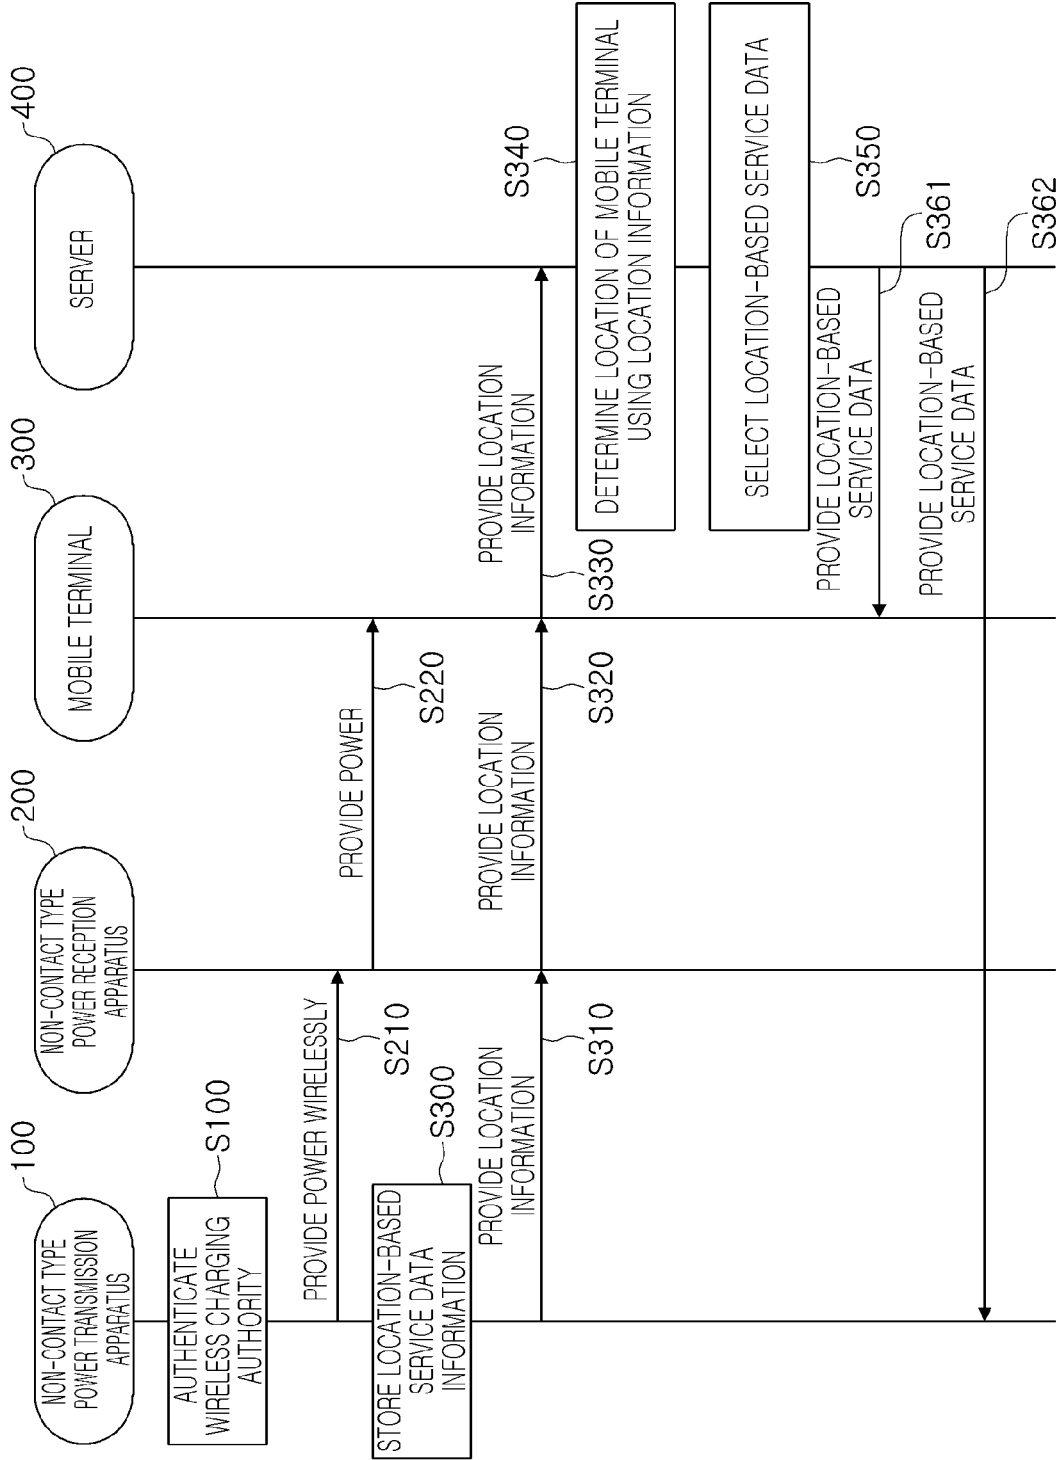 100
NON-CONTACT TYPE
POWER TRANSMISSION
APPARATUS
200
NON-CONTACT TYPE
POWER RECEPTION
APPARATUS
300
MOBILE TERMINAL
400
SERVER
AUTHENTICATE
WIRELESS CHARGING
AUTHORITY
S100
PROVIDE POWER WIRELESSLY
S210
PROVIDE POWER
S220
STORE LOCATION-BASED
SERVICE DATA
INFORMATION
S300
PROVIDE LOCATION
INFORMATION
S310
PROVIDE LOCATION
INFORMATION
S320
PROVIDE LOCATION
INFORMATION
S330
S340
DETERMINE LOCATION OF MOBILE TERMINAL
USING LOCATION INFORMATION
SELECT LOCATION-BASED SERVICE DATA
S350
PROVIDE LOCATION-BASED
SERVICE DATA
S361
PROVIDE LOCATION-BASED
SERVICE DATA
S362